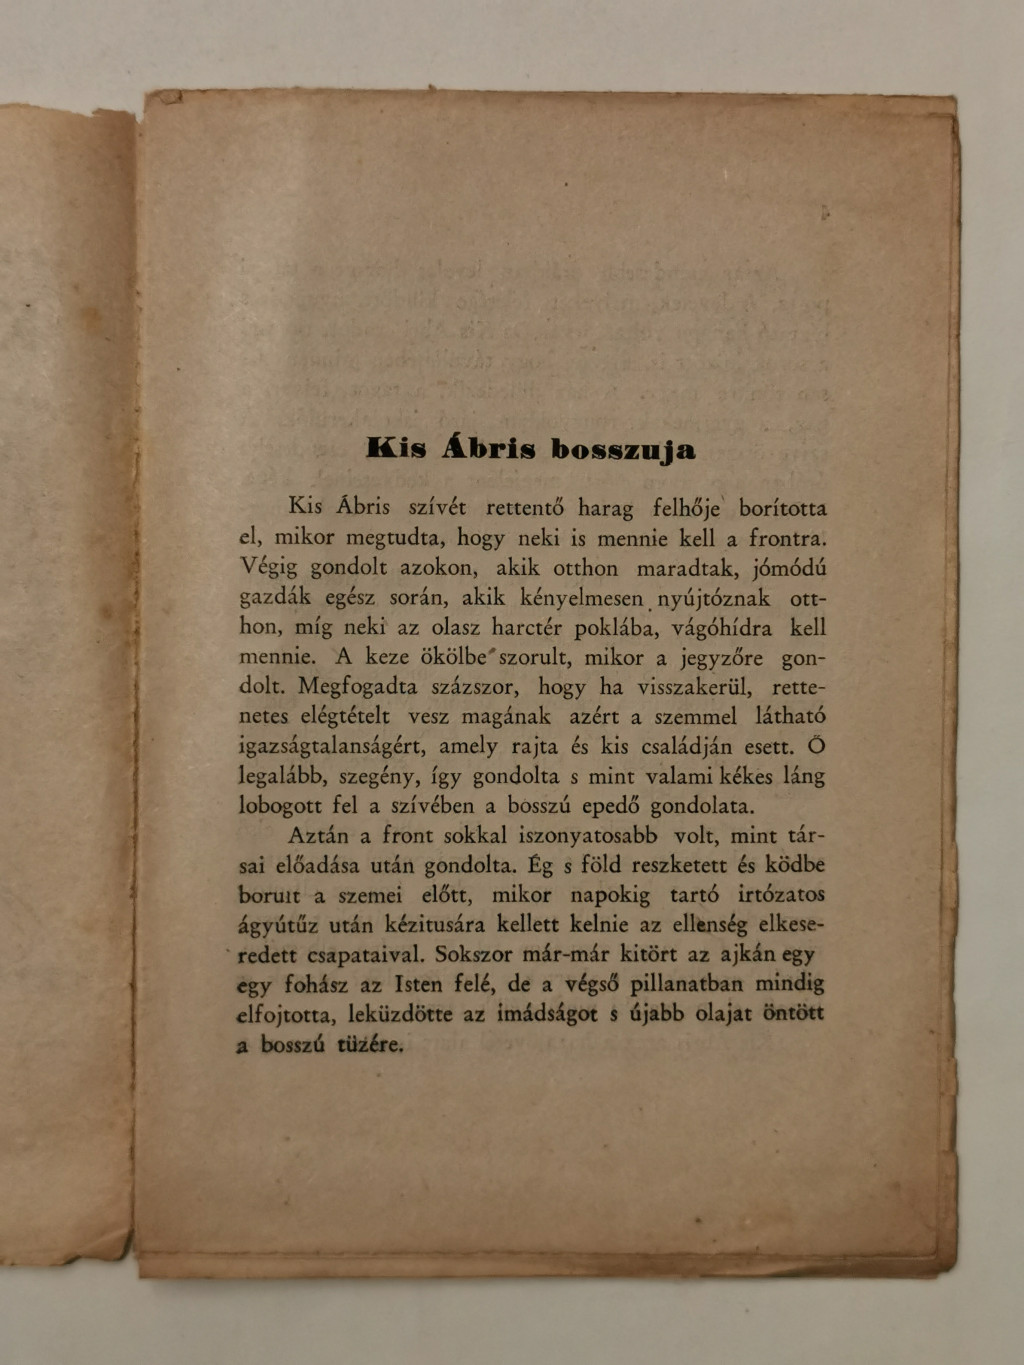 Kis Ábris bosszuja
Kis Ábris szívét rettentő harag felhője borította
el, mikor megtudta, hogy neki is mennie kell a frontra.
Végig gondolt azokon, akik otthon maradtak, jómódú
gazdák egész során, akik kényelmesen nyújtóznak ott-
hon, míg neki az olasz harctér poklába, vágóhídra kell
mennie. A keze ökölbe szorult, mikor a jegyzőre gon-
dolt. Megfogadta százszor, hogy ha visszakerül, rette-
netes elégtételt vesz magának azért a szemmel látható
igazságtalanságért, amely rajta és kis családján esett. Ő
legalább, szegény, így gondolta s mint valami kékes láng
lobogott fel a szívében a bosszú epedő gondolata.
Aztán a front sokkal iszonyatosabb volt, mint tár-
sai előadása után gondolta. Ég s föld reszketett és ködbe
borult a szemei előtt, mikor napokig tartó irtózatos
ágyútűz után kézitusára kellett kelnie az ellenség elkese-
redett csapataival. Sokszor már-már kitört az ajkán egy
egy fohász az Isten felé, de a végső pillanatban mindig
elfojtotta, leküzdötte az imádságot s újabb olajat öntött
a bosszú tüzére.